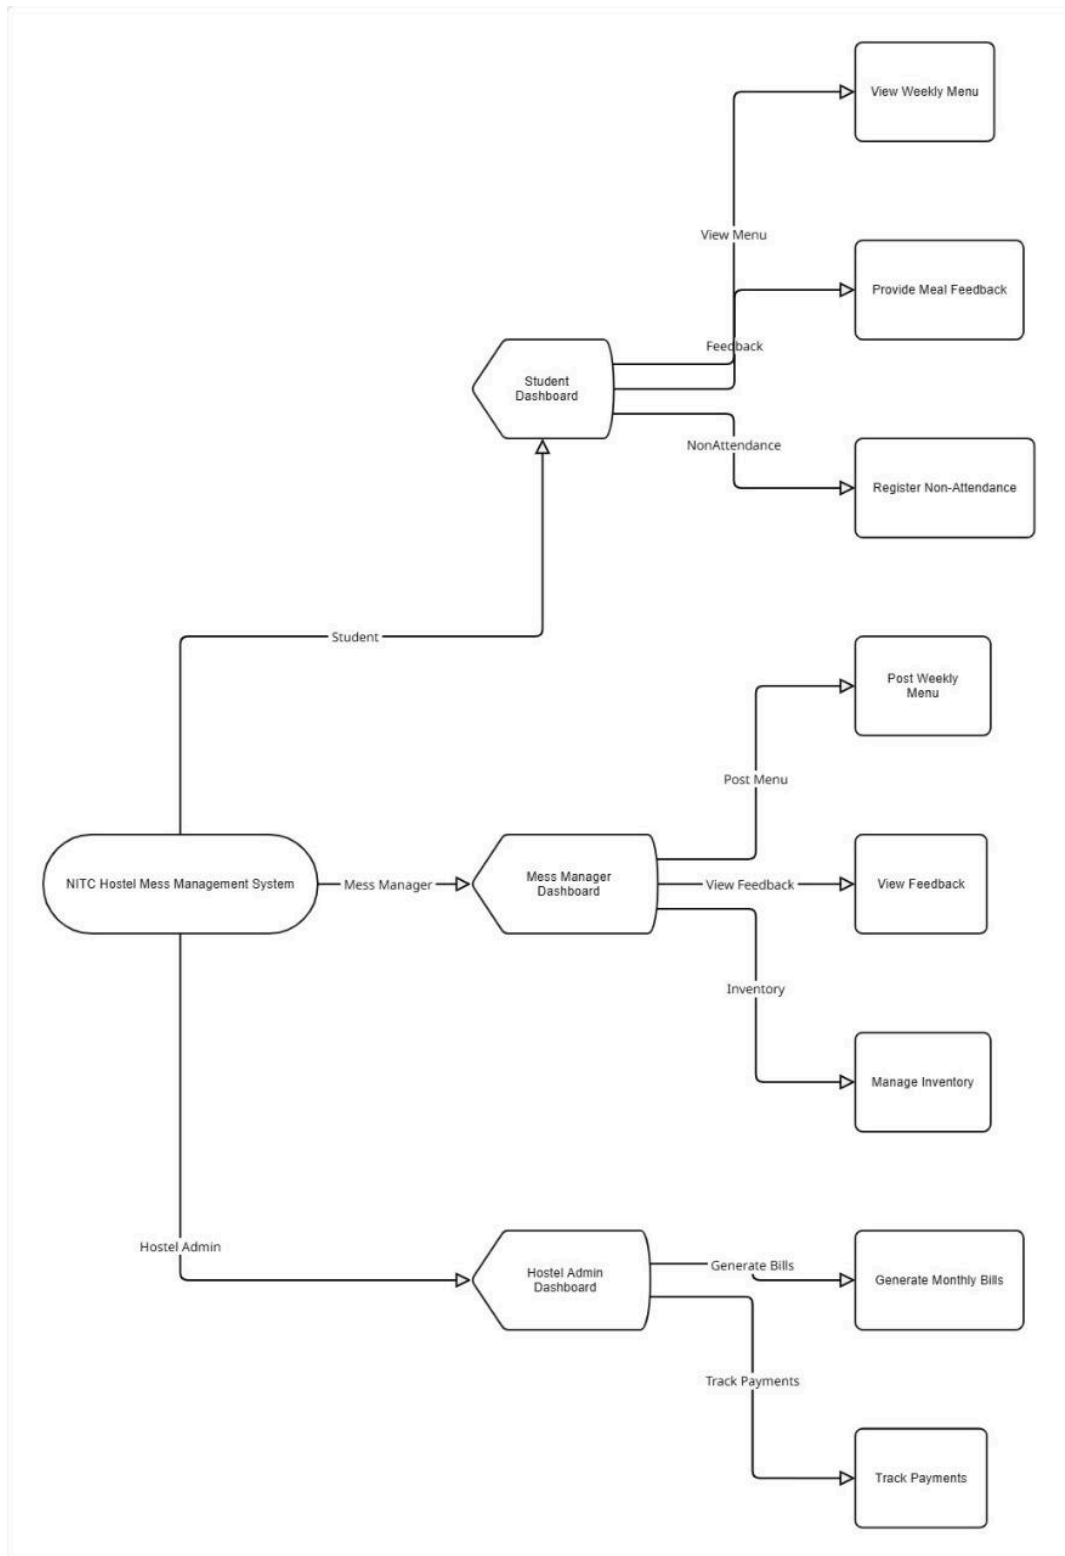 View Weekly Menu
View Menu
Provide Meal Feedback
Feedback
Student
Dashboard
NonAttendance
Register Non-Attendance
Student
Post Weekly
Menu
Post Menu
NITC Hostel Mess Management System
Mess Manager
Mess Manager
Dashboard
View Feedback
View Feedback
Inventory
Manage Inventory
Hostel Admin
Hostel Admin
Dashboard
Generate Bills
Generate Monthly Bills
Track Payments
Track Payments